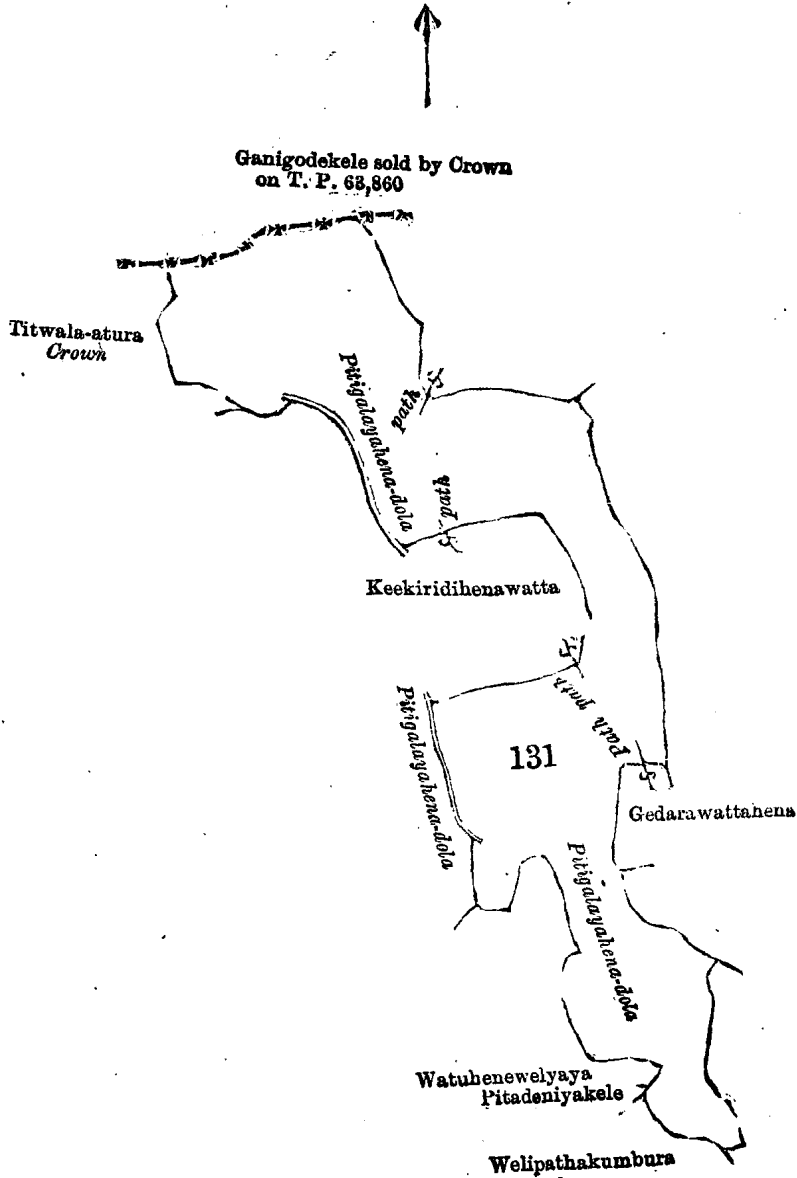 Ganigodekele sold by Crown
on T. P. 63,860
Titwala-atura
Crown
Pitigalayahena-dola
path
path
Keekiridihenawatta
path
Pitigalayahena-dola
Path
131
Gedarawattahena
Pitigalayahena-dola
Watuhenewelyaya
Pitadeniyakele
Welipathakumbura